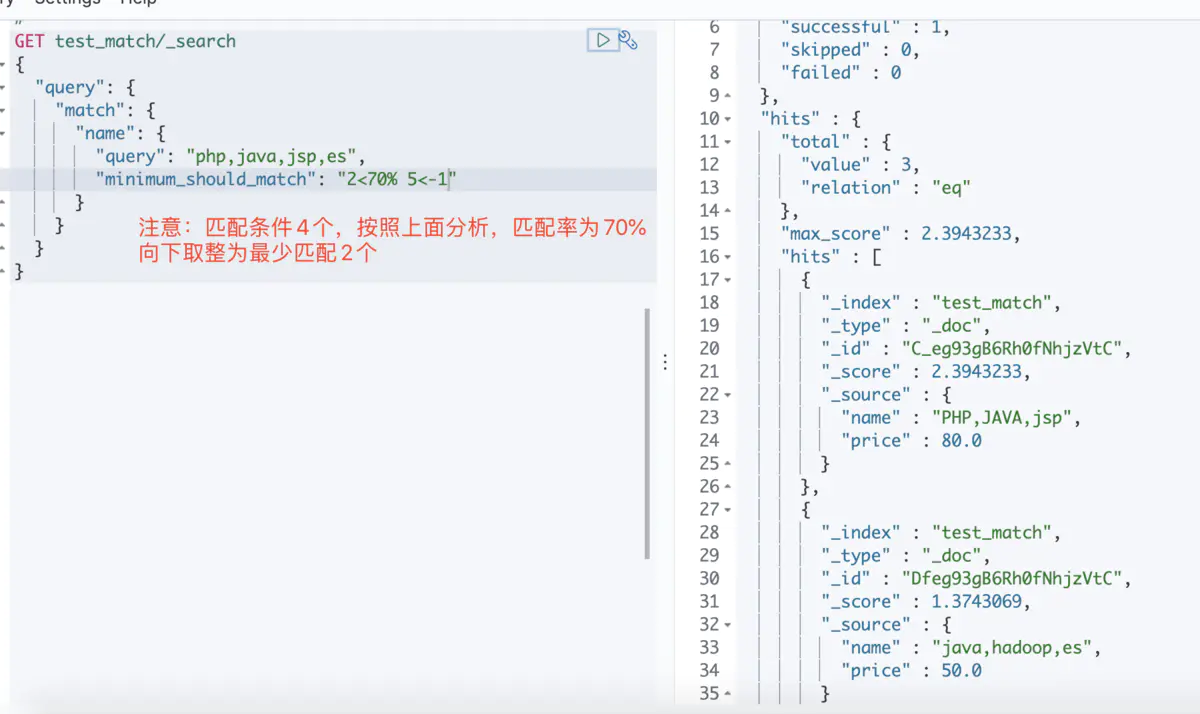 Settings Help
GET test_match/_search
{
"query": {
"match": {
"name": {
"query": "php,java,jsp,es",
"minimum_should_match": "2<70% 5<-1"
}
}
}
}
注意：匹配条件4个，按照上面分析，匹配率为70%
向下取整为最少匹配2个
6 "successful" : 1,
7 "skipped" : 0,
8 "failed" : 0
9 },
10 "hits" : {
11 "total" : {
12 "value" : 3,
13 "relation" : "eq"
14 },
15 "max_score" : 2.3943233,
16 "hits" : [
17 {
18 "_index" : "test_match",
19 "_type" : "_doc",
20 "_id" : "C_eg93gB6Rh0fNhjzVtC",
21 "_score" : 2.3943233,
22 "_source" : {
23 "name" : "PHP,JAVA,jsp",
24 "price" : 80.0
25 }
26 },
27 {
28 "_index" : "test_match",
29 "_type" : "_doc",
30 "_id" : "Dfeg93gB6Rh0fNhjzVtC",
31 "_score" : 1.3743069,
32 "_source" : {
33 "name" : "java,hadoop,es",
34 "price" : 50.0
35 }